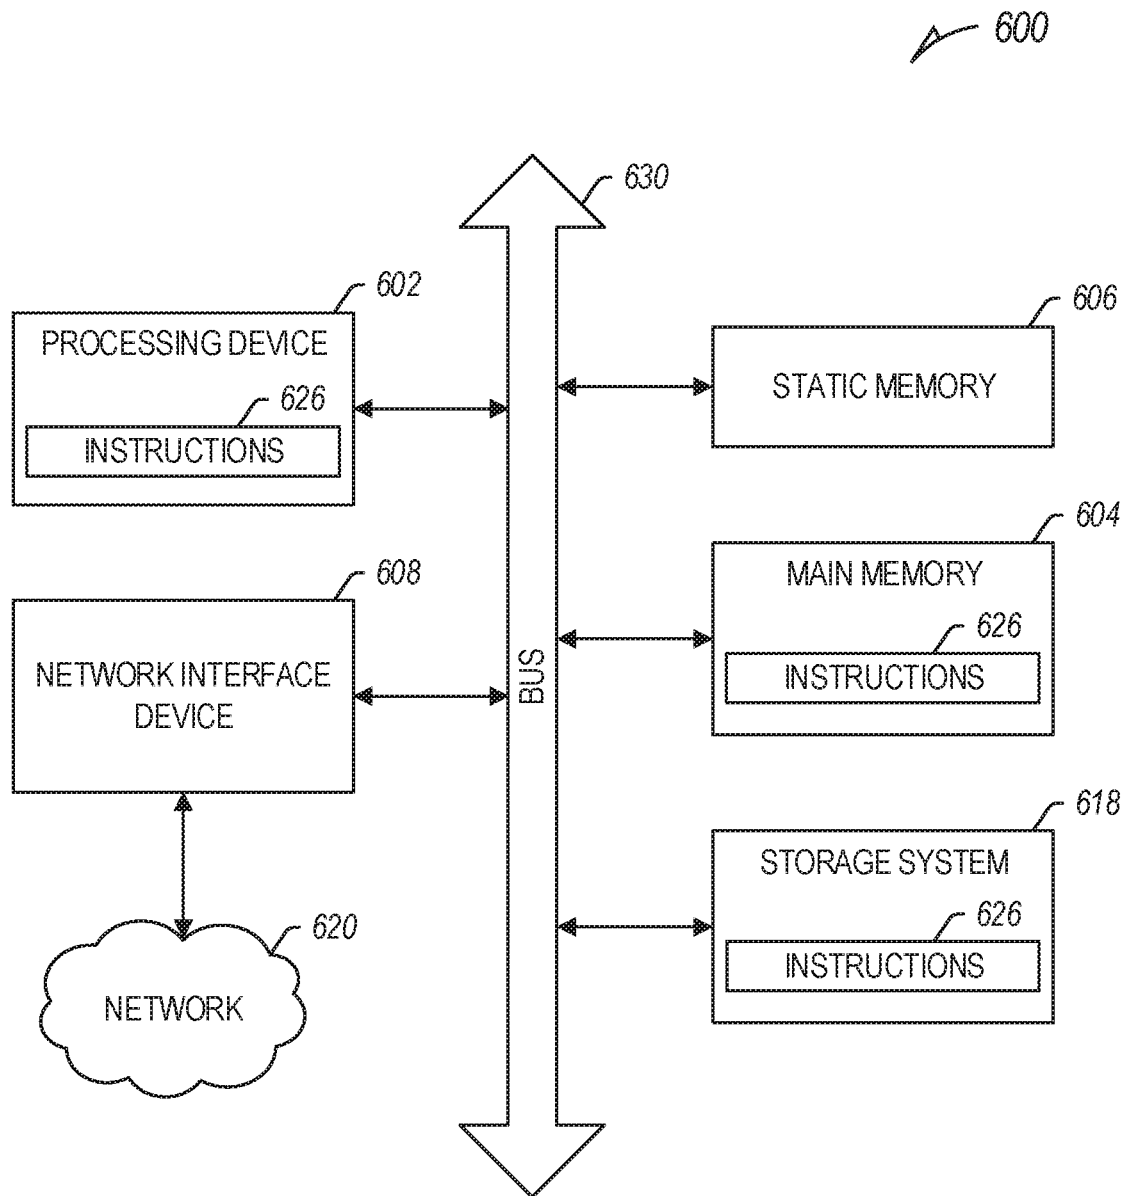 600
630
602
PROCESSING DEVICE
626
INSTRUCTIONS
606
STATIC MEMORY
604
MAIN MEMORY
626
INSTRUCTIONS
608
NETWORK INTERFACE
DEVICE
BUS
618
STORAGE SYSTEM
626
INSTRUCTIONS
620
NETWORK